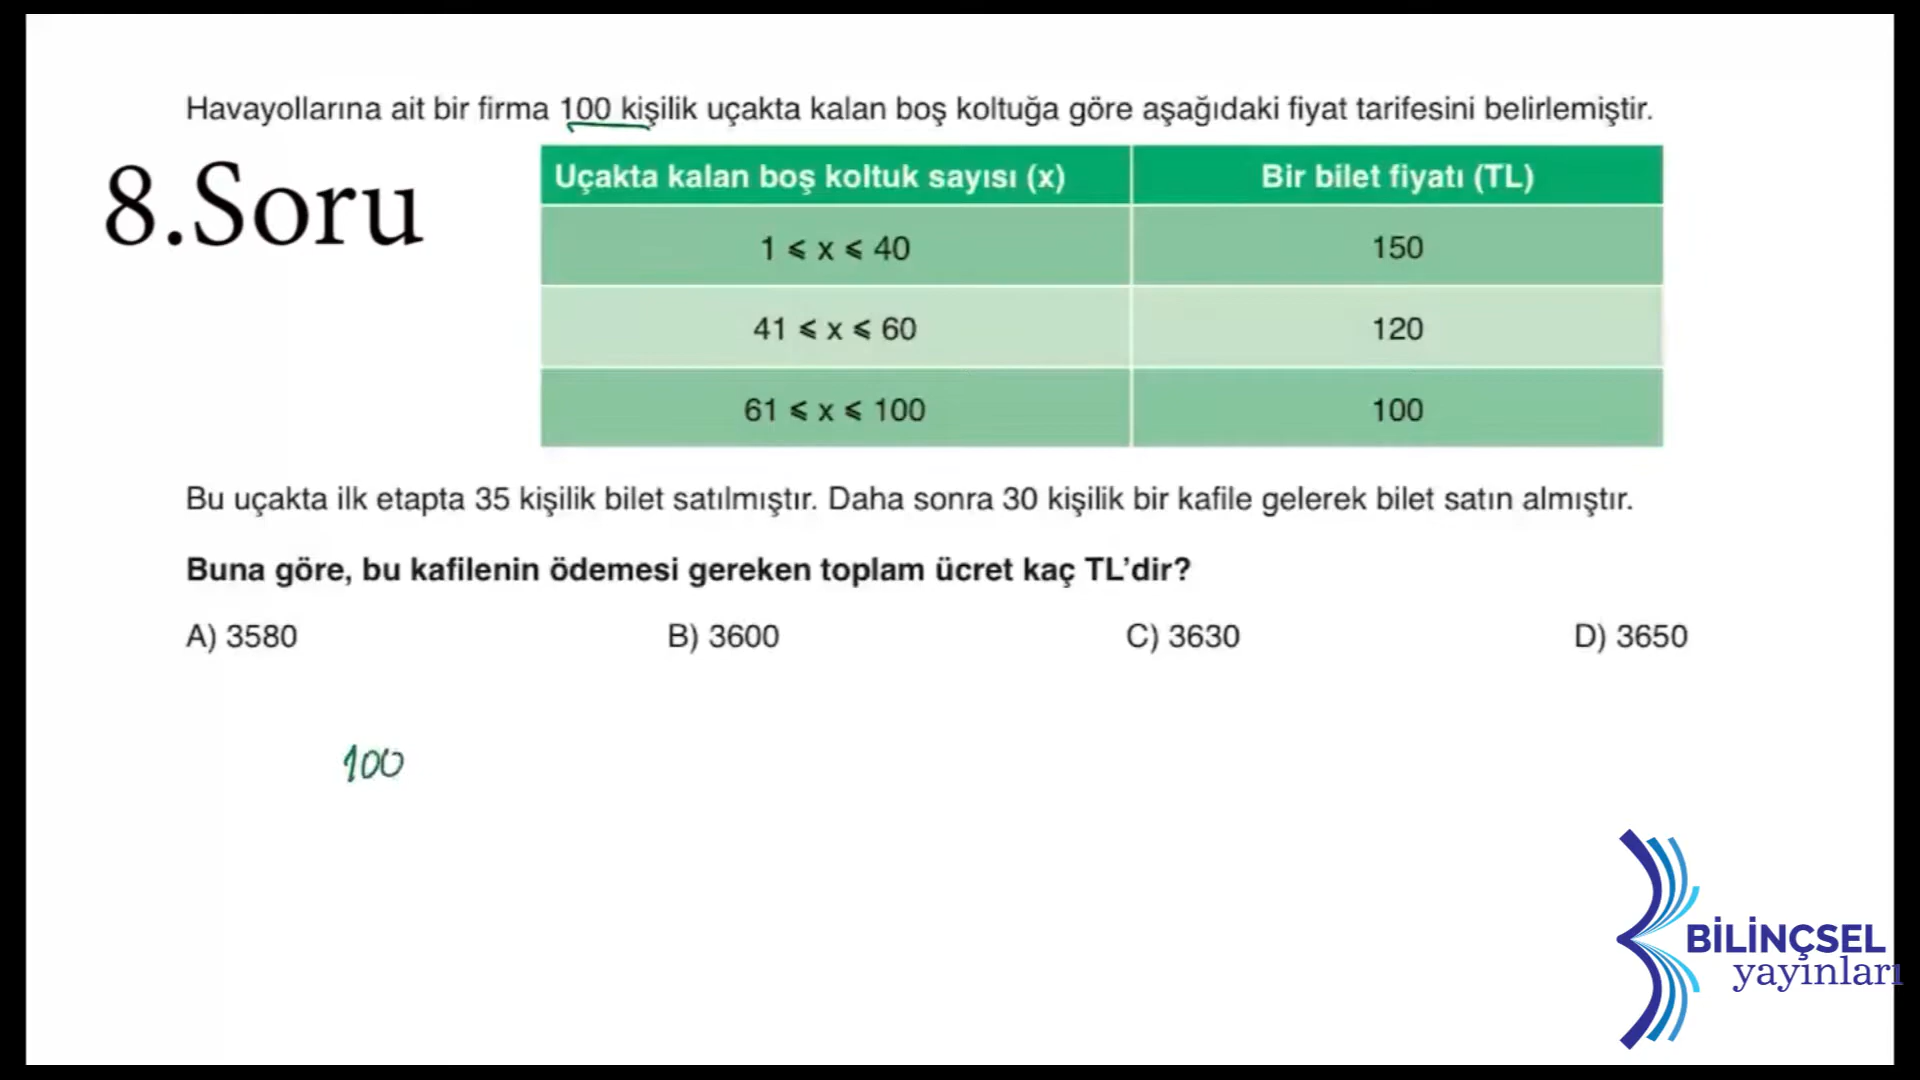 Havayollarına ait bir firma 100 kişilik uçakta kalan boş koltuğa göre aşağıdaki fiyat tarifesini belirlemiştir.
8.Soru
Uçakta kalan boş koltuk sayısı (x) Bir bilet fiyatı (TL)
1 ⩽ x ⩽ 40 150
41 ⩽ x ⩽ 60 120
61 ⩽ x ⩽ 100 100
Bu uçakta ilk etapta 35 kişilik bilet satılmıştır. Daha sonra 30 kişilik bir kafile gelerek bilet satın almıştır.
Buna göre, bu kafilenin ödemesi gereken toplam ücret kaç TL’dir?
A) 3580 B) 3600 C) 3630 D) 3650
100
BİLİNÇSEL
yayınları